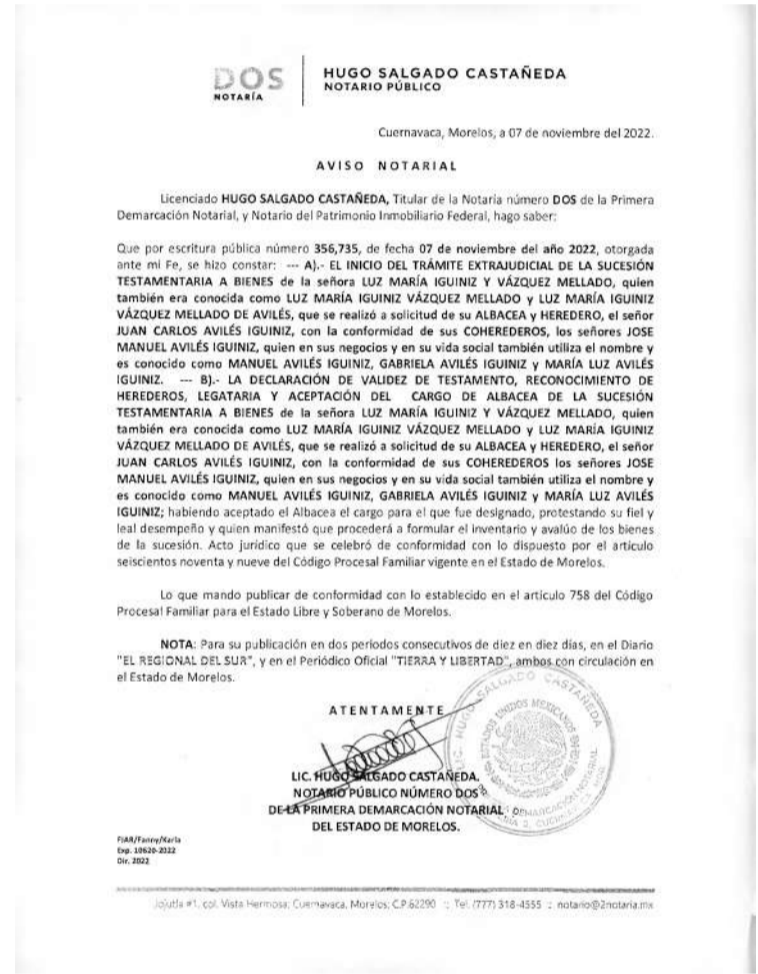 DOS
NOTARÍA
HUGO SALGADO CASTAÑEDA
NOTARIO PÚBLICO
Cuernavaca, Morelos, a 07 de noviembre del 2022.
AVISO NOTARIAL
Licenciado HUGO SALGADO CASTAÑEDA, Titular de la Notaría número DOS de la Primera
Demarcación Notarial, y Notario del Patrimonio Inmobiliario Federal, hago saber:
Que por escritura pública número 356,735, de fecha 07 de noviembre del año 2022, otorgada
ante mi Fe, se hizo constar: --- A).- EL INICIO DEL TRÁMITE EXTRAJUDICIAL DE LA SUCESIÓN
TESTAMENTARIA A BIENES de la señora LUZ MARÍA IGUINIZ Y VÁZQUEZ MELLADO, quien
también era conocida como LUZ MARÍA IGUINIZ VÁZQUEZ MELLADO y LUZ MARÍA IGUINIZ
VÁZQUEZ MELLADO DE AVILÉS, que se realizó a solicitud de su ALBACEA y HEREDERO, el señor
JUAN CARLOS AVILÉS IGUINIZ, con la conformidad de sus COHEREDEROS, los señores JOSE
MANUEL AVILÉS IGUINIZ, quien en sus negocios y en su vida social también utiliza el nombre y
es conocido como MANUEL AVILÉS IGUINIZ, GABRIELA AVILÉS IGUINIZ y MARÍA LUZ AVILÉS
IGUINIZ. --- B).- LA DECLARACIÓN DE VALIDEZ DE TESTAMENTO, RECONOCIMIENTO DE
HEREDEROS, LEGATARIA Y ACEPTACIÓN DEL CARGO DE ALBACEA DE LA SUCESIÓN
TESTAMENTARIA A BIENES de la señora LUZ MARÍA IGUINIZ Y VÁZQUEZ MELLADO, quien
también era conocida como LUZ MARÍA IGUINIZ VÁZQUEZ MELLADO y LUZ MARÍA IGUINIZ
VÁZQUEZ MELLADO DE AVILÉS, que se realizó a solicitud de su ALBACEA y HEREDERO, el señor
JUAN CARLOS AVILÉS IGUINIZ, con la conformidad de sus COHEREDEROS los señores JOSE
MANUEL AVILÉS IGUINIZ, quien en sus negocios y en su vida social también utiliza el nombre y
es conocido como MANUEL AVILÉS IGUINIZ, GABRIELA AVILÉS IGUINIZ y MARÍA LUZ AVILÉS
IGUINIZ; habiendo aceptado el Albacea el cargo para el que fue designado, protestando su fiel y
leal desempeño y quien manifestó que procederá a formular el inventario y avalúo de los bienes
de la sucesión. Acto jurídico que se celebró de conformidad con lo dispuesto por el artículo
seiscientos noventa y nueve del Código Procesal Familiar vigente en el Estado de Morelos.
Lo que mando publicar de conformidad con lo establecido en el artículo 758 del Código
Procesal Familiar para el Estado Libre y Soberano de Morelos.
NOTA: Para su publicación en dos periodos consecutivos de diez en diez días, en el Diario
"EL REGIONAL DEL SUR", y en el Periódico Oficial "TIERRA Y LIBERTAD", ambos con circulación en
el Estado de Morelos.
ATENTAMENTE
LIC. HUGO SALGADO CASTAÑEDA
ESTADOS UNIDOS MEXICANOS
LIC. HUGO SALGADO CASTAÑEDA.
NOTARIO PÚBLICO NÚMERO DOS
DE LA PRIMERA DEMARCACIÓN NOTARIAL
DEL ESTADO DE MORELOS.
DEMARCACIÓN NOTARIAL
FIAR/Fanny/Karla
Exp. 10620-2022
Dir. 2022
Jojutla #1, col. Vista Hermosa; Cuernavaca, Morelos; C.P.62290 :: Tel. (777) 318-4555 :: notario@2notaria.mx